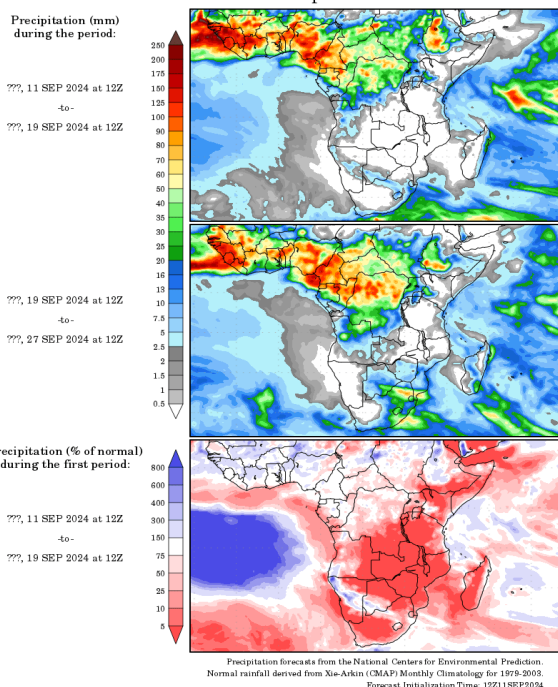 Precipitation (mm)
during the period:
250
200
175
150
125
100
90
80
70
60
50
40
35
30
25
20
16
13
10
7.5
5
2.5
2
1.5
1
0.5
???, 11 SEP 2024 at 12Z
-to-
???, 19 SEP 2024 at 12Z
???, 19 SEP 2024 at 12Z
-to-
???, 27 SEP 2024 at 12Z
recipitation (% of normal)
during the first period:
800
600
400
300
150
75
50
25
10
5
???, 11 SEP 2024 at 12Z
-to-
???, 19 SEP 2024 at 12Z
Precipitation forecasts from the National Centers for Environmental Prediction.
Normal rainfall derived from Xie-Arkin (CMAP) Monthly Climatology for 1979-2003.
Forecast Initialization Time: 12Z11SEP2024